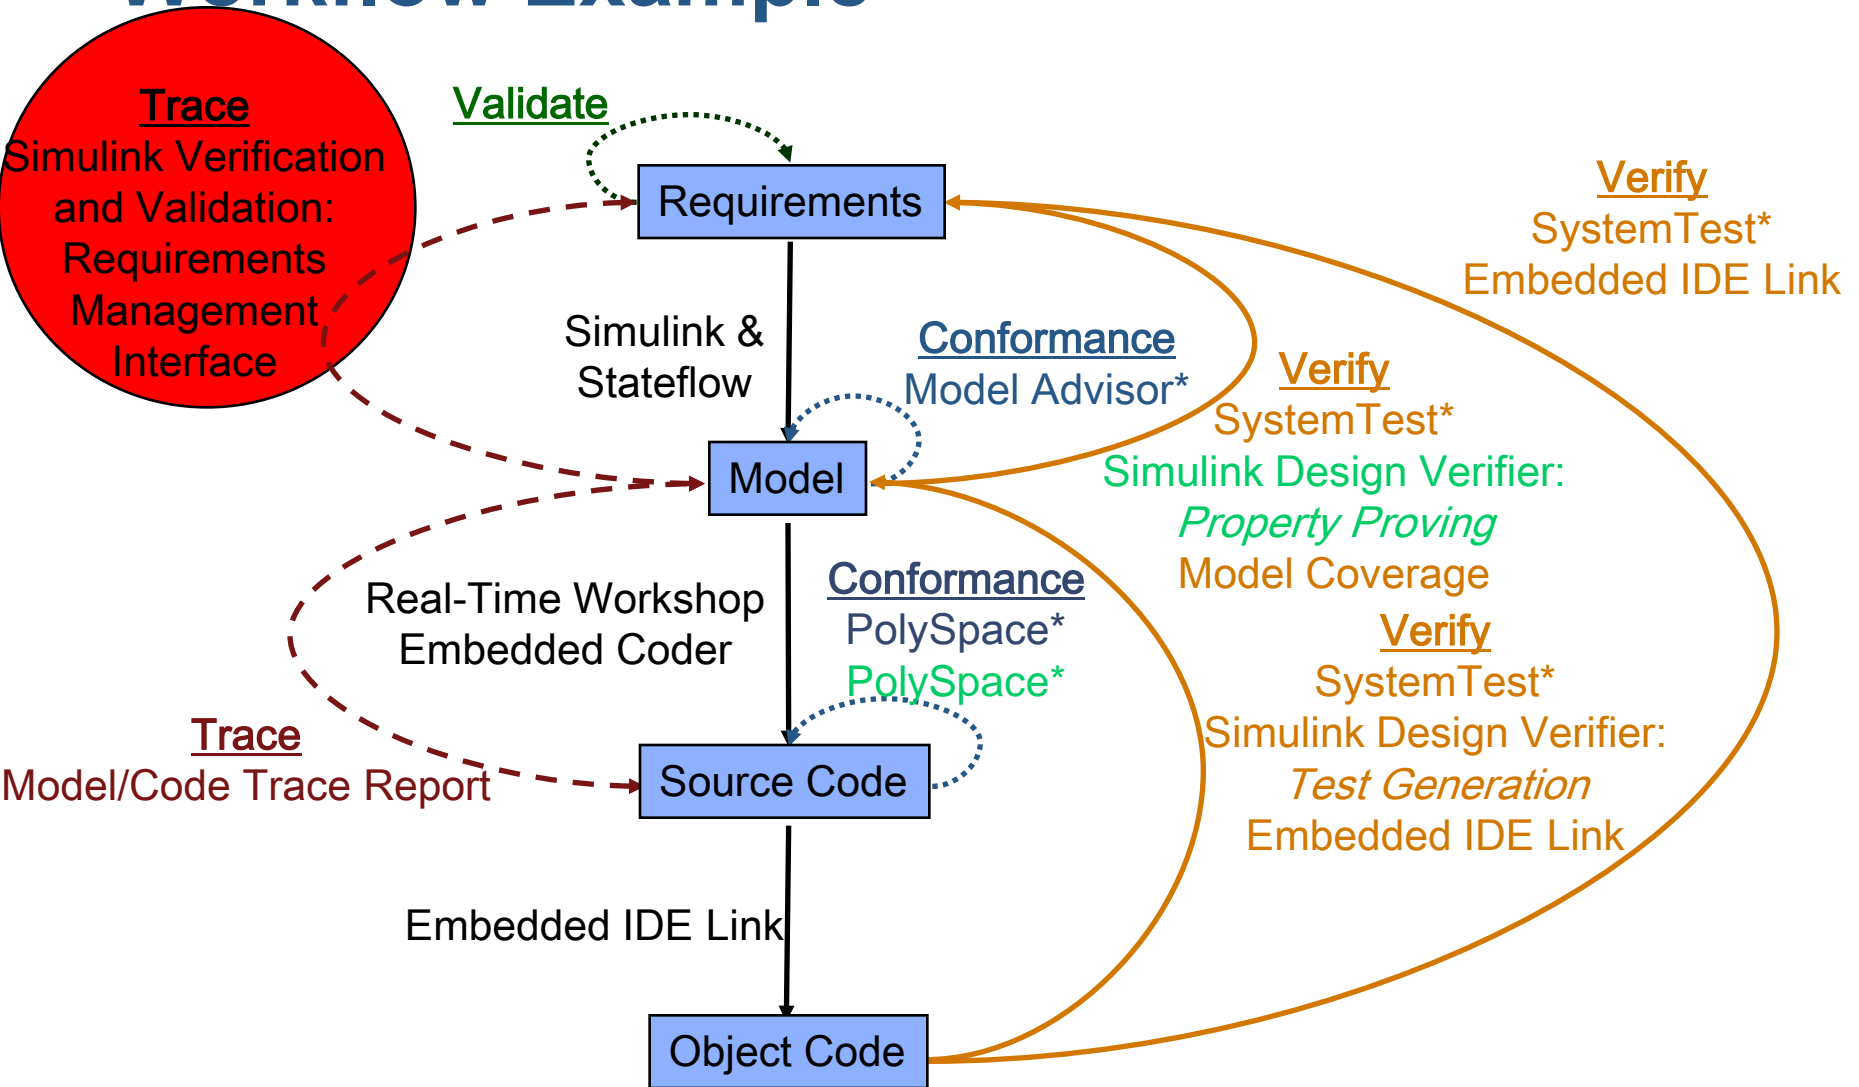 Workflow Example
Trace
Simulink Verification
and Validation:
Requirements
Management
Interface
Validate
Requirements
Verify
SystemTest*
Embedded IDE Link
Simulink &
Stateflow
Conformance
Model Advisor*
Verify
SystemTest*
Simulink Design Verifier:
Property Proving
Model Coverage
Model
Real-Time Workshop
Embedded Coder
Conformance
PolySpace*
PolySpace*
Verify
SystemTest*
Simulink Design Verifier:
Test Generation
Embedded IDE Link
Trace
Model/Code Trace Report
Source Code
Embedded IDE Link
Object Code